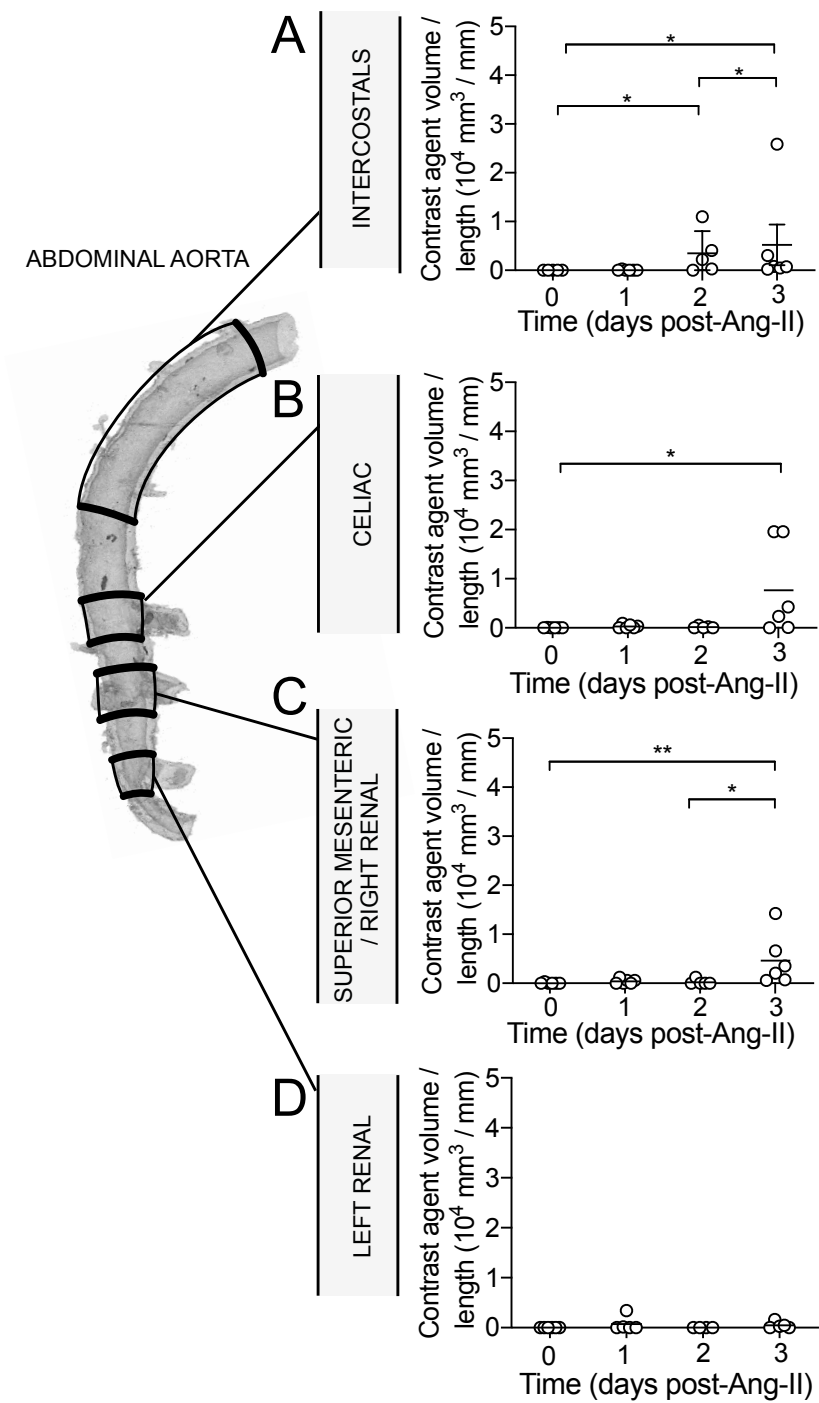 ABDOMINAL AORTA
A
INTERCOSTALS
Contrast agent volume /
length (10⁴ mm³ / mm)
5
4
3
2
1
0
*
*
*
0 1 2 3
Time (days post-Ang-II)
B
CELIAC
Contrast agent volume /
length (10⁴ mm³ / mm)
5
4
3
2
1
0
*
0 1 2 3
Time (days post-Ang-II)
C
SUPERIOR MESENTERIC
/ RIGHT RENAL
Contrast agent volume /
length (10⁴ mm³ / mm)
5
4
3
2
1
0
**
*
0 1 2 3
Time (days post-Ang-II)
D
LEFT RENAL
Contrast agent volume /
length (10⁴ mm³ / mm)
5
4
3
2
1
0
0 1 2 3
Time (days post-Ang-II)